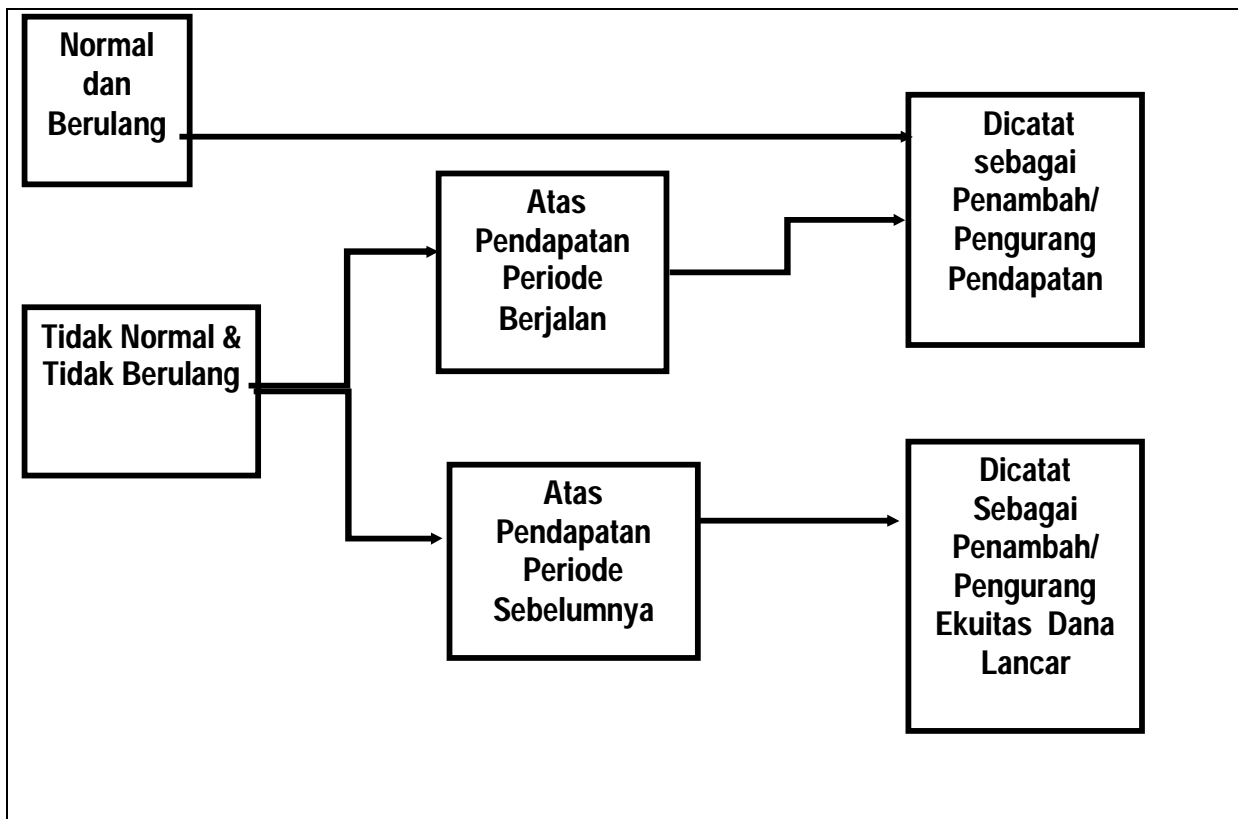 Normal
dan
Berulang
Dicatat
sebagai
Penambah/
Pengurang
Pendapatan
Atas
Pendapatan
Periode
Berjalan
Tidak Normal &
Tidak Berulang
Atas
Pendapatan
Periode
Sebelumnya
Dicatat
Sebagai
Penambah/
Pengurang
Ekuitas Dana
Lancar